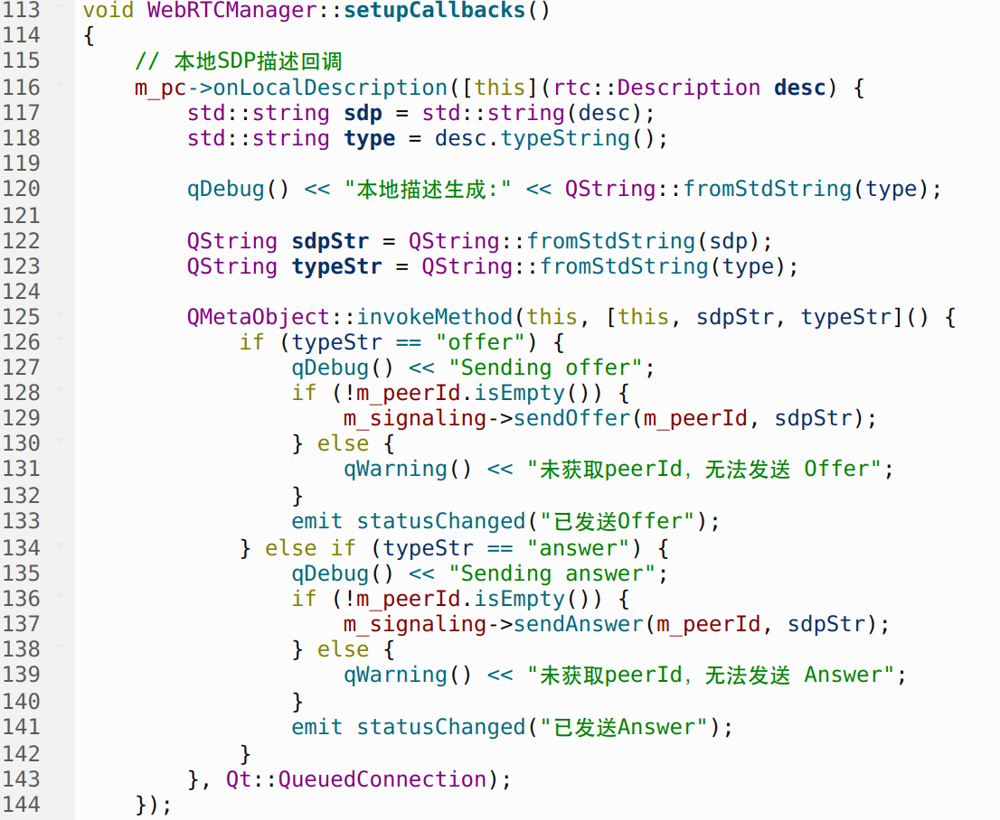 113 void WebRTCManager::setupCallbacks()
114 {
115     // 本地SDP描述回调
116     m_pc->onLocalDescription([this](rtc::Description desc) {
117         std::string sdp = std::string(desc);
118         std::string type = desc.typeString();
119
120         qDebug() << "本地描述生成:" << QString::fromStdString(type);
121
122         QString sdpStr = QString::fromStdString(sdp);
123         QString typeStr = QString::fromStdString(type);
124
125         QMetaObject::invokeMethod(this, [this, sdpStr, typeStr]() {
126             if (typeStr == "offer") {
127                 qDebug() << "Sending offer";
128                 if (!m_peerId.isEmpty()) {
129                     m_signaling->sendOffer(m_peerId, sdpStr);
130                 } else {
131                     qWarning() << "未获取peerId，无法发送 Offer";
132                 }
133                 emit statusChanged("已发送Offer");
134             } else if (typeStr == "answer") {
135                 qDebug() << "Sending answer";
136                 if (!m_peerId.isEmpty()) {
137                     m_signaling->sendAnswer(m_peerId, sdpStr);
138                 } else {
139                     qWarning() << "未获取peerId，无法发送 Answer";
140                 }
141                 emit statusChanged("已发送Answer");
142             }
143         }, Qt::QueuedConnection);
144     });